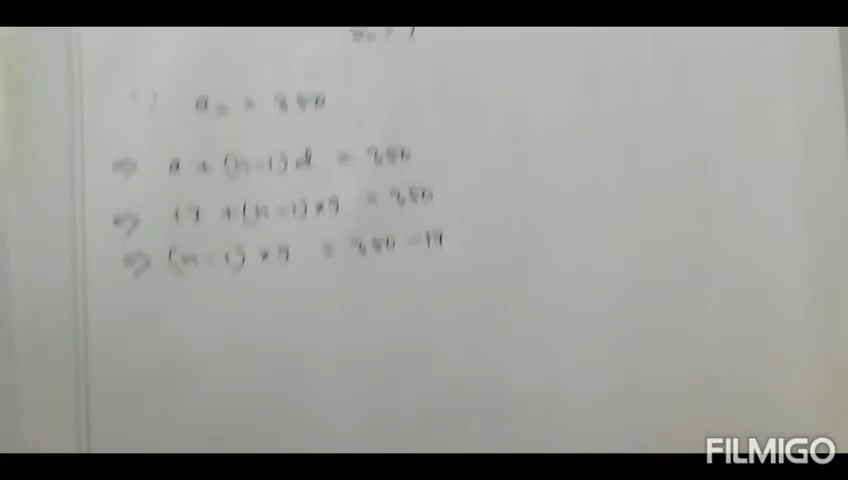 aₙ = 350
⇒ a + (n-1)d = 350
⇒ 17 + (n-1)×9 = 350
⇒ (n-1)×9 = 350-17
FILMIGO